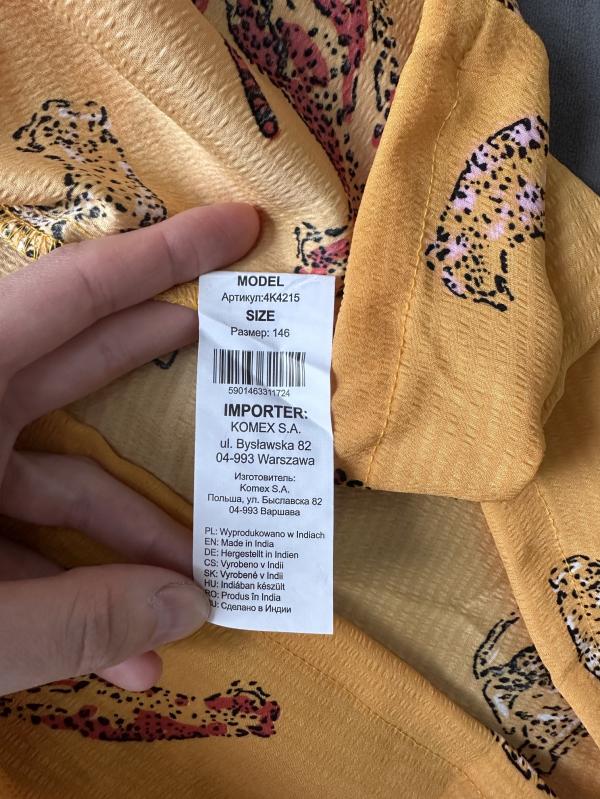 MODEL
Артикул:4K4215
SIZE
Размер: 146
5901463311724
IMPORTER:
KOMEX S.A.
ul. Bysławska 82
04-993 Warszawa
Изготовитель:
Komex S.A.
Польша, ул. Быславска 82
04-993 Варшава
PL: Wyprodukowano w Indiach
EN: Made in India
DE: Hergestellt in Indien
CS: Vyrobeno v Indii
SK: Vyrobené v Indii
HU: Indiában készült
RO: Produs în India
RU: Сделано в Индии